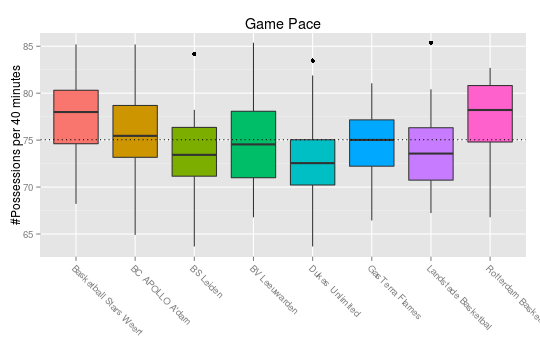 Game Pace
#Possessions per 40 minutes
85
80
75
70
65
Basketball Stars Weert
BC APOLLO A'dam
BS Leiden
BV Leeuwarden
Dukes Unlimited
GasTerra Flames
Landstede Basketbal
Rotterdam Basket